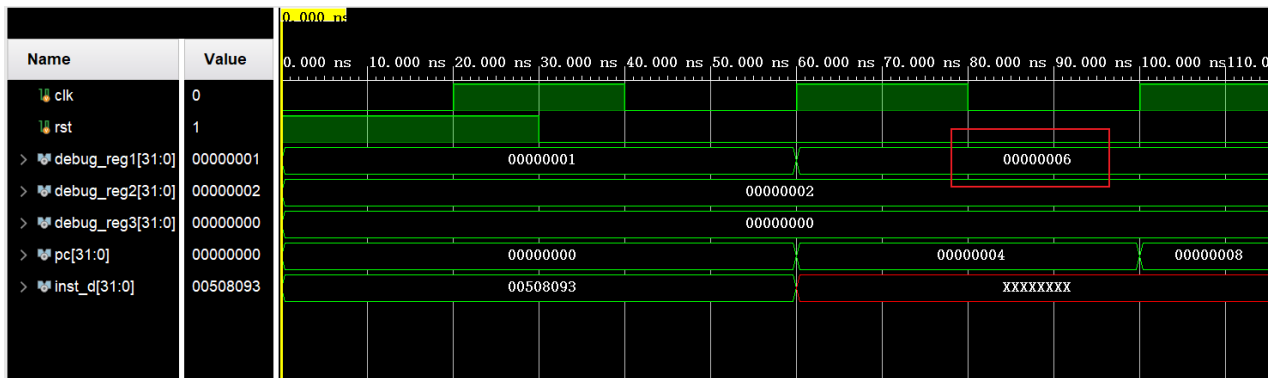 0.000 ns
Name Value 0.000 ns 10.000 ns 20.000 ns 30.000 ns 40.000 ns 50.000 ns 60.000 ns 70.000 ns 80.000 ns 90.000 ns 100.000 ns 110.0
clk 0
rst 1
debug_reg1[31:0] 00000001 00000001 00000006
debug_reg2[31:0] 00000002 00000002
debug_reg3[31:0] 00000000 00000000
pc[31:0] 00000000 00000000 00000004 00000008
inst_d[31:0] 00508093 00508093 XXXXXXXX